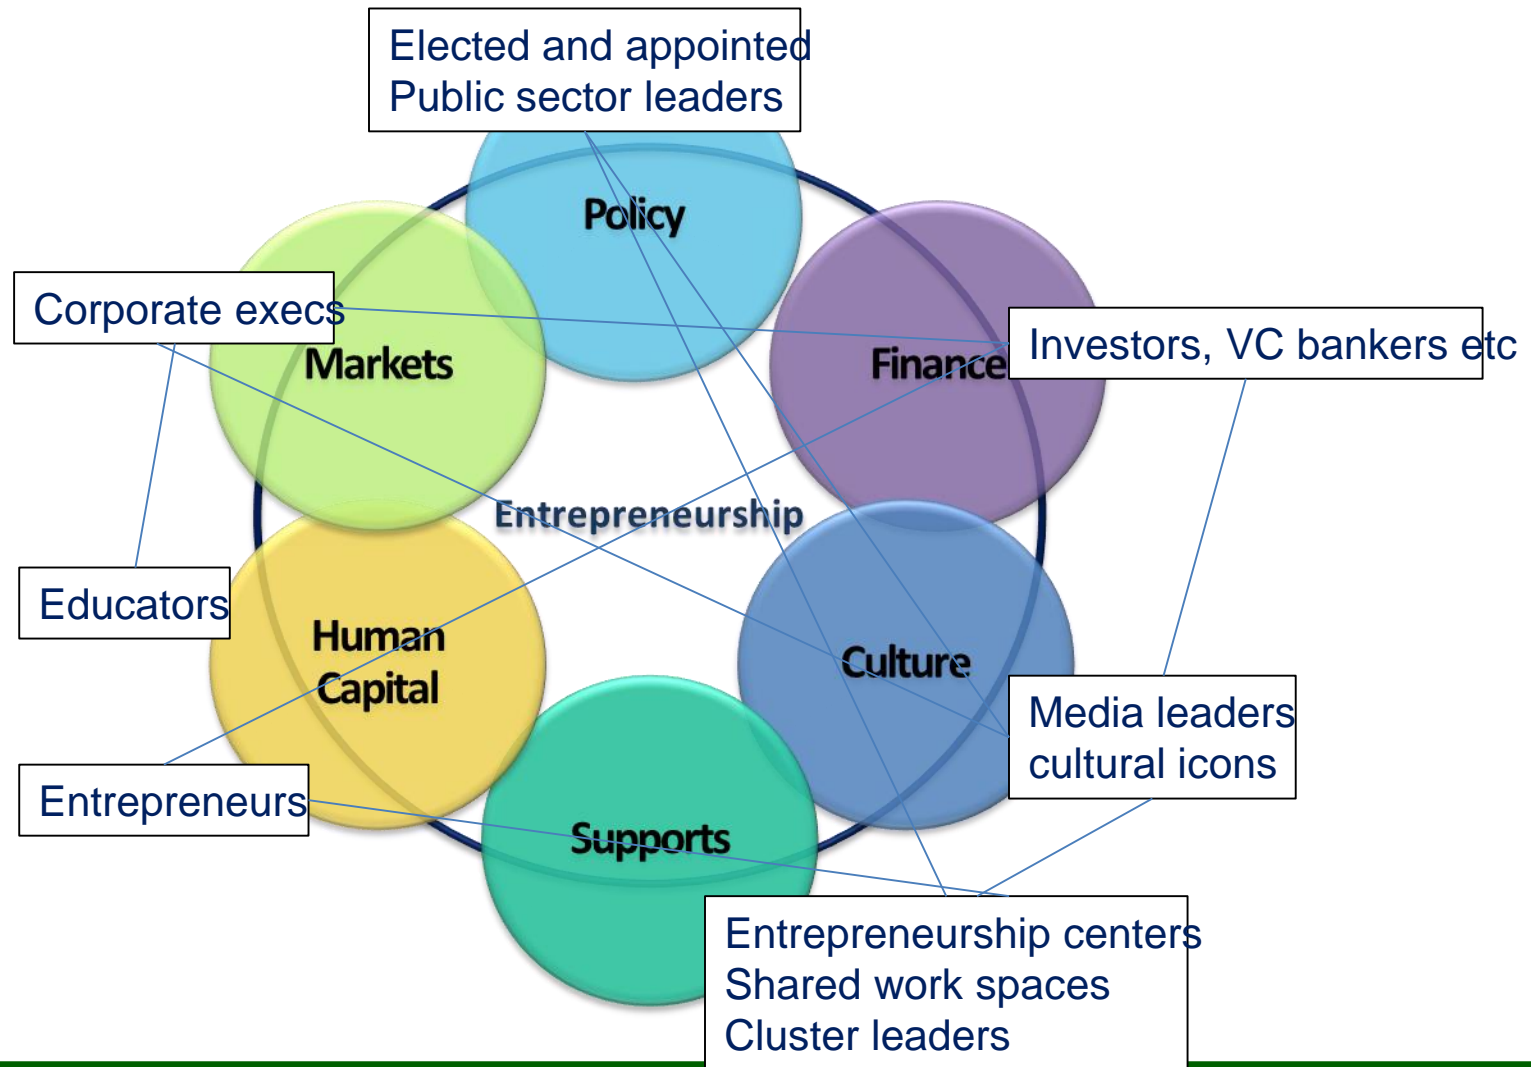 Elected and appointed
Public sector leaders
Policy
Corporate execs
Markets
Finance
Investors, VC bankers etc
Entrepreneurship
Educators
Human
Capital
Culture
Media leaders
cultural icons
Entrepreneurs
Supports
Entrepreneurship centers
Shared work spaces
Cluster leaders